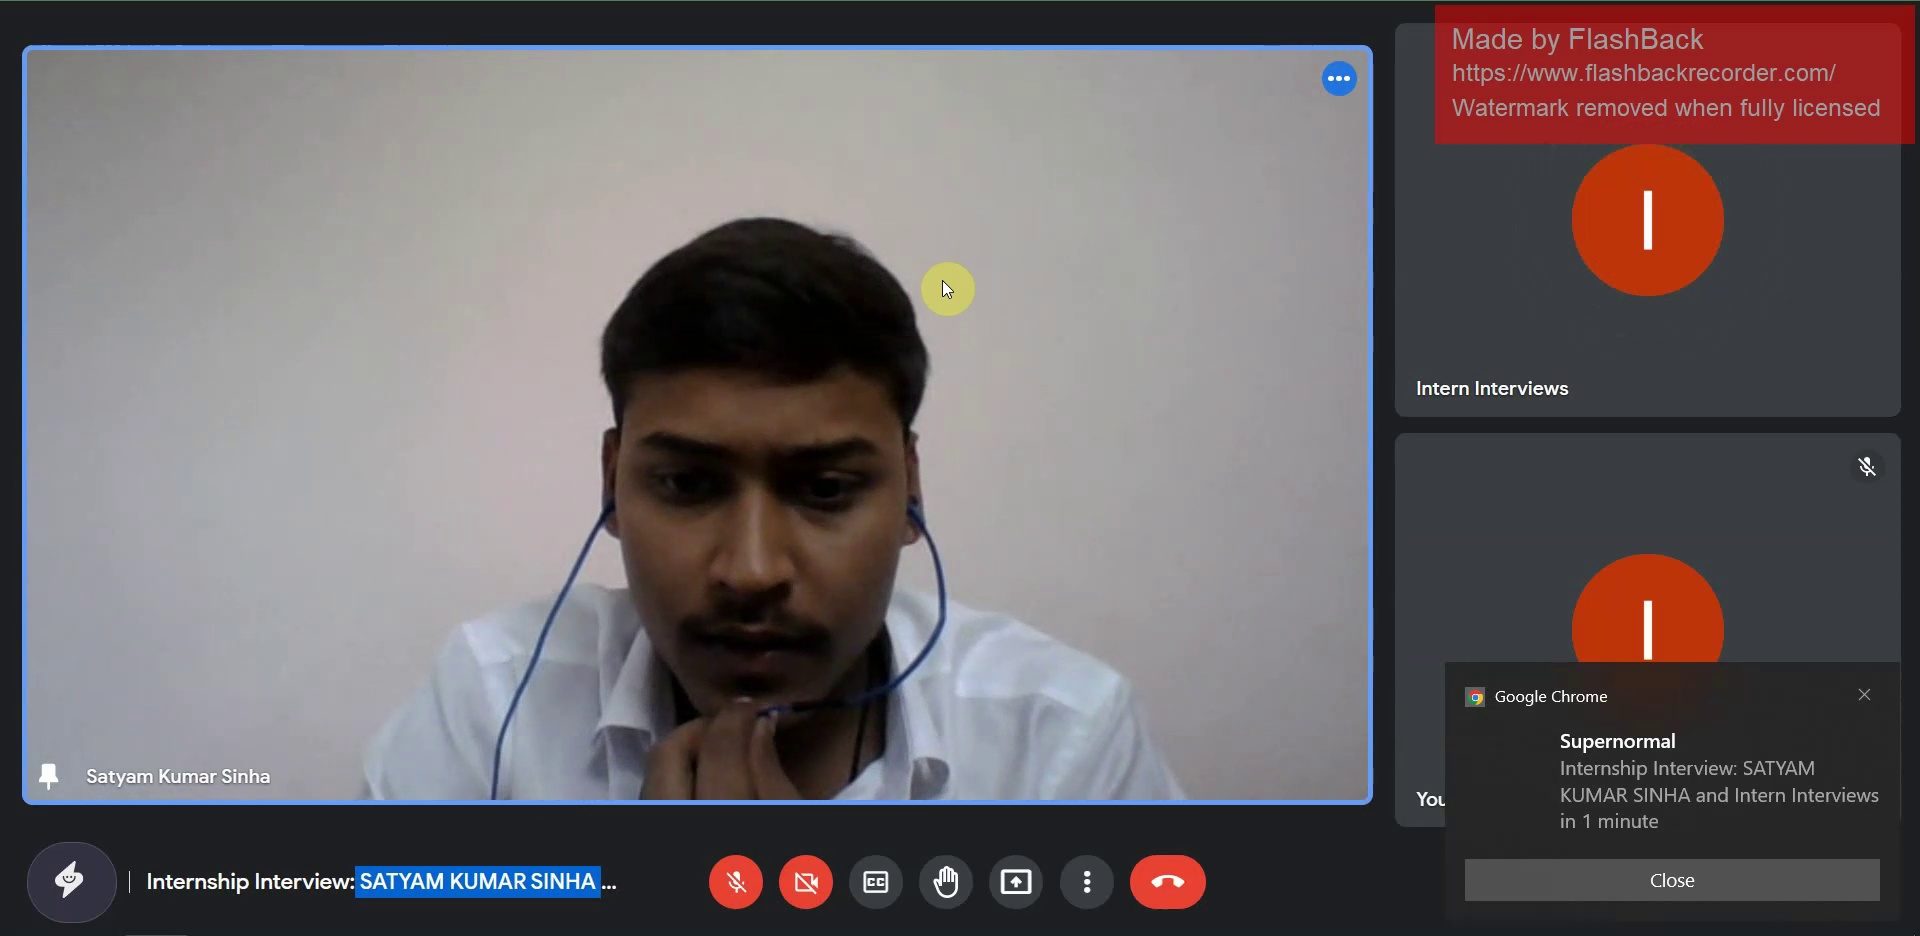 Made by FlashBack
https://www.flashbackrecorder.com/
Watermark removed when fully licensed
I
Intern Interviews
I
You
Satyam Kumar Sinha
Google Chrome
Supernormal
Internship Interview: SATYAM
KUMAR SINHA and Intern Interviews
in 1 minute
Close
Internship Interview: SATYAM KUMAR SINHA ...
CC